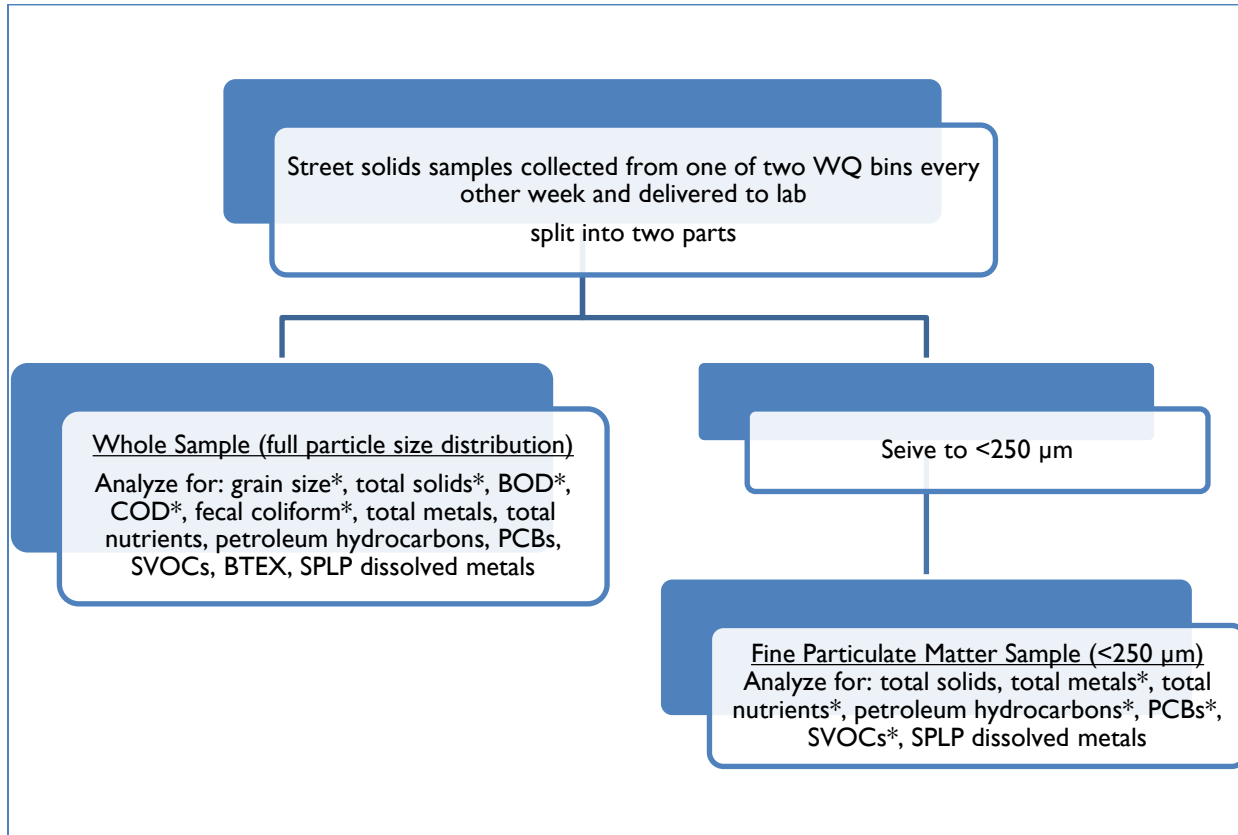 Street solids samples collected from one of two WQ bins every
other week and delivered to lab
split into two parts
Whole Sample (full particle size distribution)
Analyze for: grain size*, total solids*, BOD*,
COD*, fecal coliform*, total metals, total
nutrients, petroleum hydrocarbons, PCBs,
SVOCs, BTEX, SPLP dissolved metals
Seive to <250 µm
Fine Particulate Matter Sample (<250 µm)
Analyze for: total solids, total metals*, total
nutrients*, petroleum hydrocarbons*, PCBs*,
SVOCs*, SPLP dissolved metals